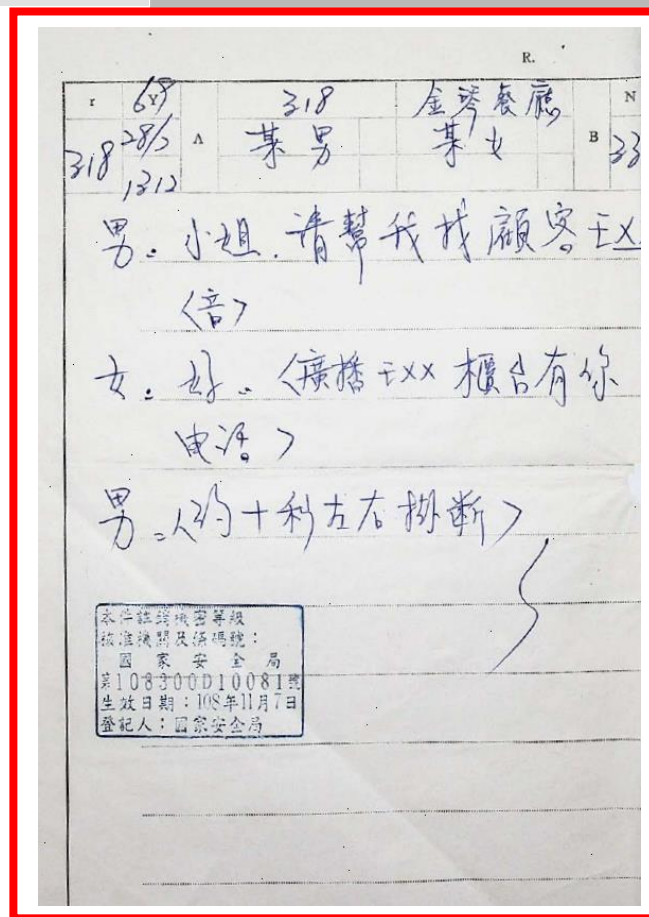 R.
r 69 Y 318 金琴餐廳 N
318 28/2 A 某男 某女 B 33
1312
男。小姐.請幫我找顧客王XX
〈音〉
女。好。〈廣播王XX櫃台有你
电话〉
男。〈約十秒左右掛斷〉
本件註銷機密等級
核准機關及條碼號：
國家安全局
第108300D10081號
生效日期：108年11月7日
登記人：國家安全局